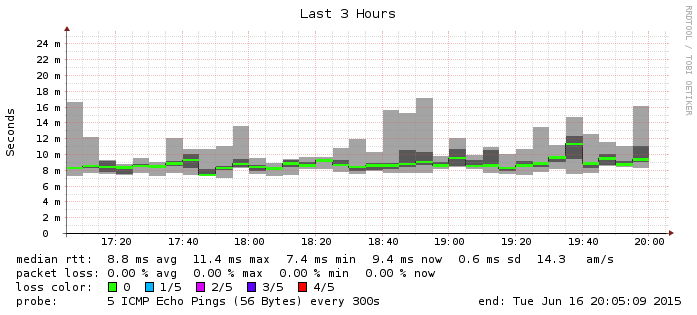 Last 3 Hours
RRDTOOL / TOBI OETIKER
Seconds
24 m
22 m
20 m
18 m
16 m
14 m
12 m
10 m
8 m
6 m
4 m
2 m
0
17:20 17:40 18:00 18:20 18:40 19:00 19:20 19:40 20:00
median rtt: 8.8 ms avg 11.4 ms max 7.4 ms min 9.4 ms now 0.6 ms sd 14.3 am/s
packet loss: 0.00 % avg 0.00 % max 0.00 % min 0.00 % now
loss color: 0 1/5 2/5 3/5 4/5
probe: 5 ICMP Echo Pings (56 Bytes) every 300s end: Tue Jun 16 20:05:09 2015